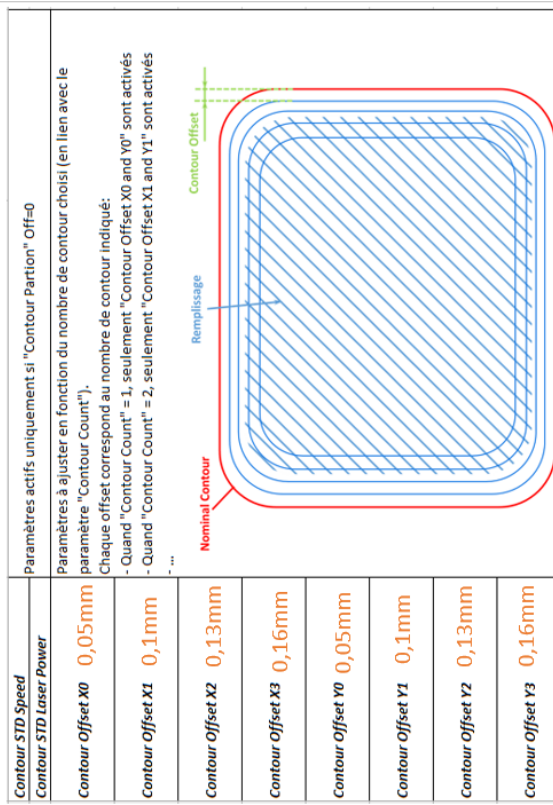 Contour STD Speed
Contour STD Laser Power
Paramètres actifs uniquement si "Contour Partion" Off=0
Contour Offset X0 0,05mm
Contour Offset X1 0,1mm
Contour Offset X2 0,13mm
Contour Offset X3 0,16mm
Contour Offset Y0 0,05mm
Contour Offset Y1 0,1mm
Contour Offset Y2 0,13mm
Contour Offset Y3 0,16mm
Paramètres à ajuster en fonction du nombre de contour choisi (en lien avec le
paramètre "Contour Count").
Chaque offset correspond au nombre de contour indiqué:
- Quand "Contour Count" = 1, seulement "Contour Offset X0 and Y0" sont activés
- Quand "Contour Count" = 2, seulement "Contour Offset X1 and Y1" sont activés
- ...
Nominal Contour
Remplissage
Contour Offset